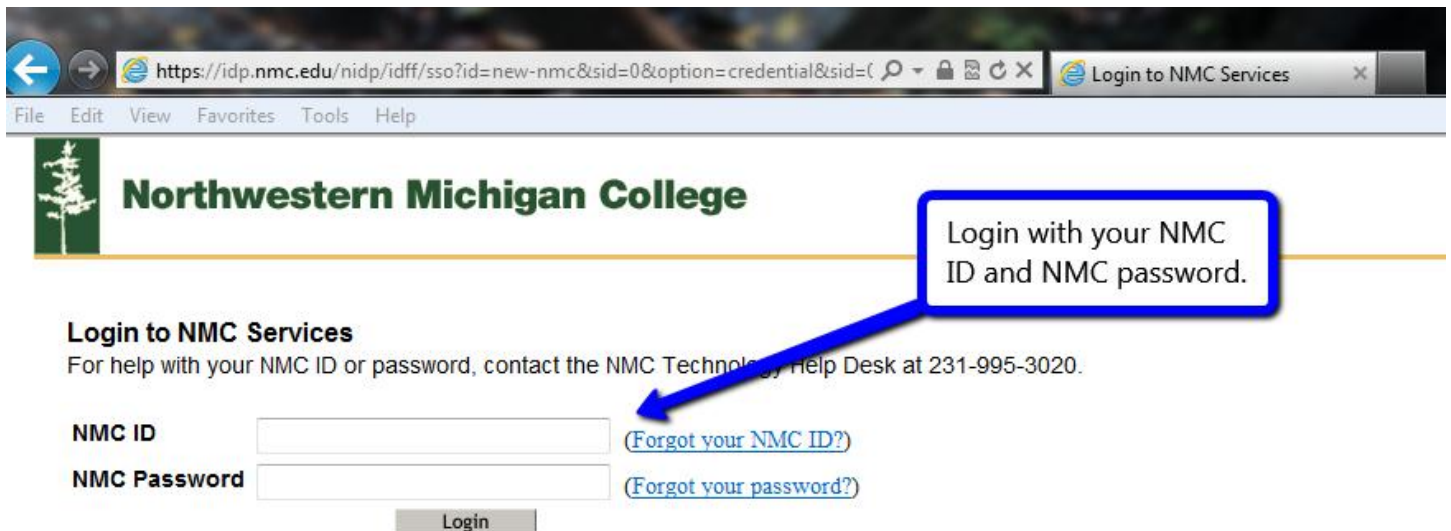 https://idp.nmc.edu/nidp/idff/sso?id=new-nmc&sid=0&option=credential&sid=(
Login to NMC Services
File Edit View Favorites Tools Help
Northwestern Michigan College
Login with your NMC
ID and NMC password.
Login to NMC Services
For help with your NMC ID or password, contact the NMC Technology Help Desk at 231-995-3020.
NMC ID (Forgot your NMC ID?)
NMC Password (Forgot your password?)
Login